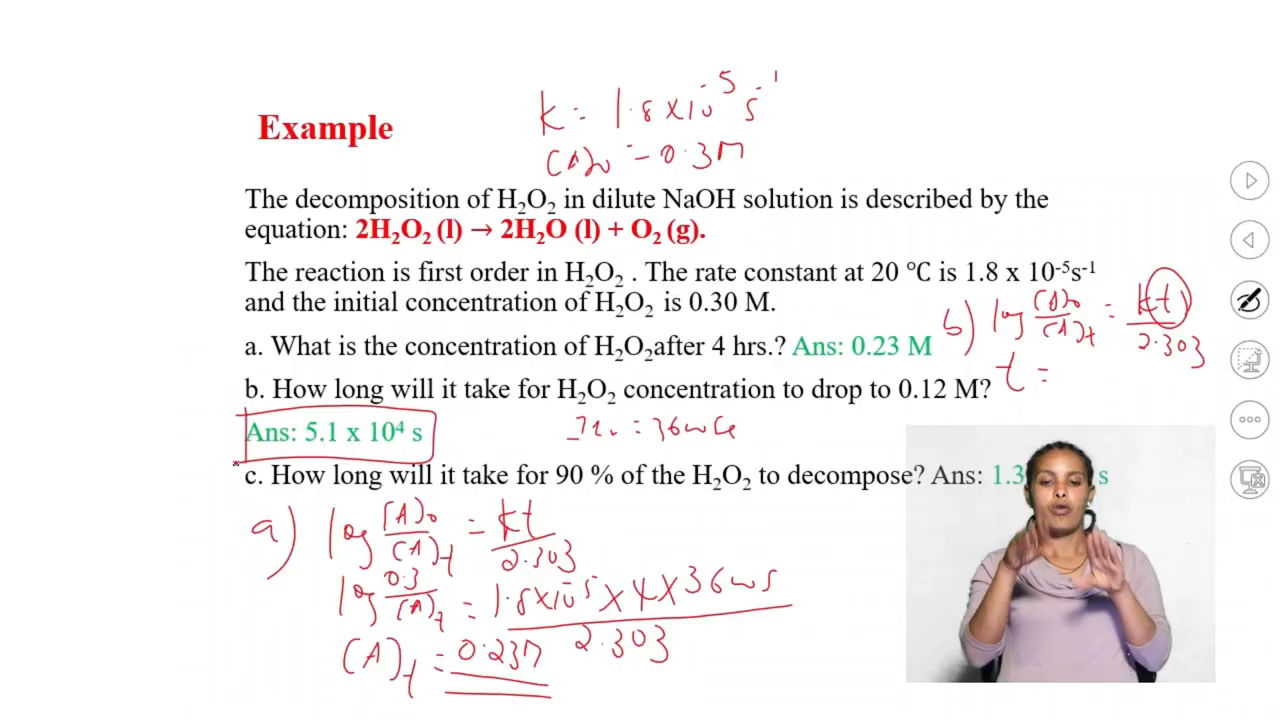 K = 1.8 x 10⁻⁵ s⁻¹
Example
(A)₀ = 0.3M
The decomposition of H₂O₂ in dilute NaOH solution is described by the
equation: 2H₂O₂ (l) → 2H₂O (l) + O₂ (g).
The reaction is first order in H₂O₂ . The rate constant at 20 °C is 1.8 x 10⁻⁵s⁻¹
and the initial concentration of H₂O₂ is 0.30 M.
b) log (A)₀/(A)t = kt/2.303
a. What is the concentration of H₂O₂after 4 hrs.? Ans: 0.23 M
t =
b. How long will it take for H₂O₂ concentration to drop to 0.12 M?
Ans: 5.1 x 10⁴ s
= 3600
c. How long will it take for 90 % of the H₂O₂ to decompose? Ans: 1.3 s
a) log (A)₀/(A)t = kt/2.303
log 0.3/(A)t = 1.8x10⁻⁵ x 4 x 3600 s/2.303
(A)t = 0.23M